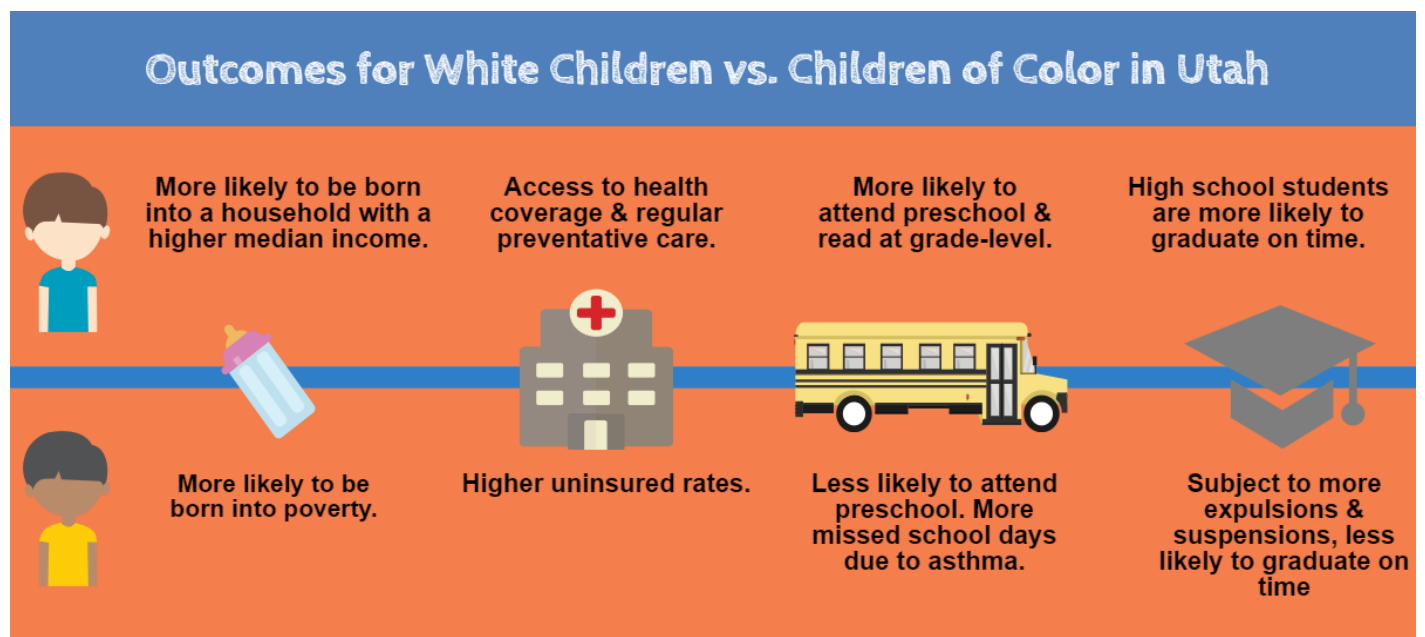 Outcomes for White Children vs. Children of Color in Utah
More likely to be born
into a household with a
higher median income.
Access to health
coverage & regular
preventative care.
More likely to
attend preschool &
read at grade-level.
High school students
are more likely to
graduate on time.
More likely to be
born into poverty.
Higher uninsured rates.
Less likely to attend
preschool. More
missed school days
due to asthma.
Subject to more
expulsions &
suspensions, less
likely to graduate on
time